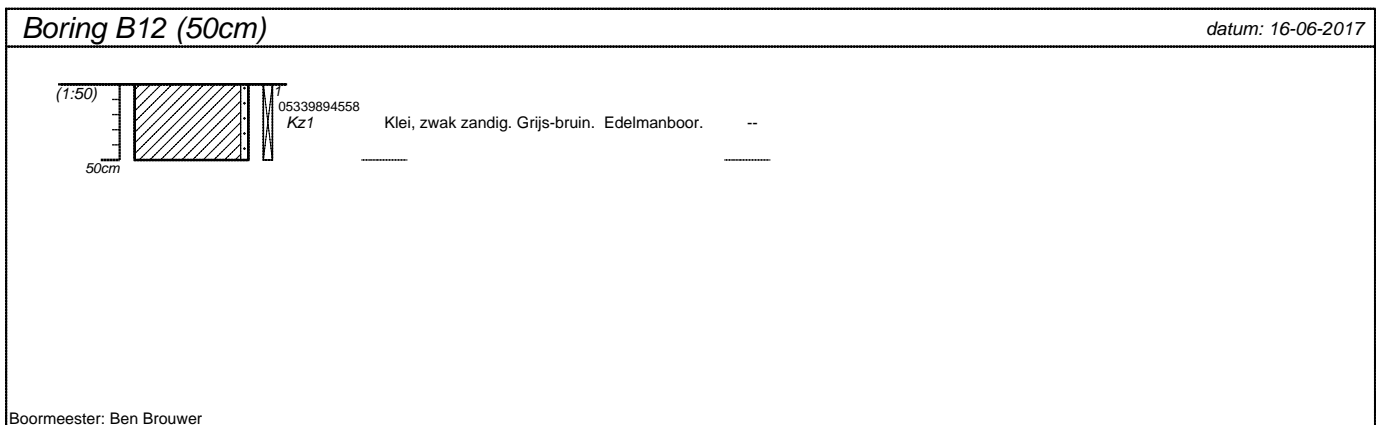 Boring B12 (50cm) datum: 16-06-2017
(1:50) 1
05339894558
Kz1 Klei, zwak zandig. Grijs-bruin. Edelmanboor. --
50cm
Boormeester: Ben Brouwer